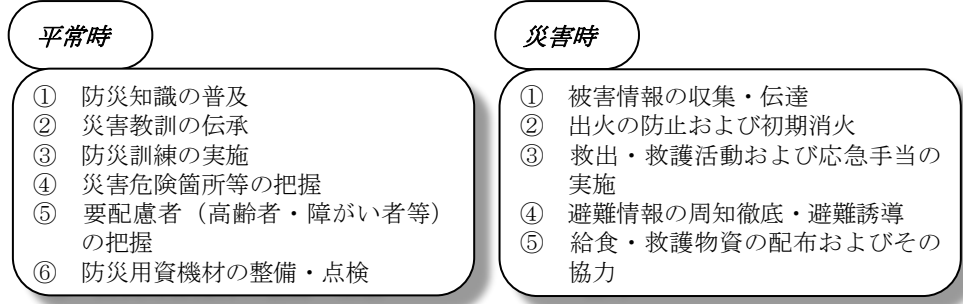 平常時
① 防災知識の普及
② 災害教訓の伝承
③ 防災訓練の実施
④ 災害危険箇所等の把握
⑤ 要配慮者（高齢者・障がい者等）
の把握
⑥ 防災用資機材の整備・点検
災害時
① 被害情報の収集・伝達
② 出火の防止および初期消火
③ 救出・救護活動および応急手当の
実施
④ 避難情報の周知徹底・避難誘導
⑤ 給食・救護物資の配布およびその
協力